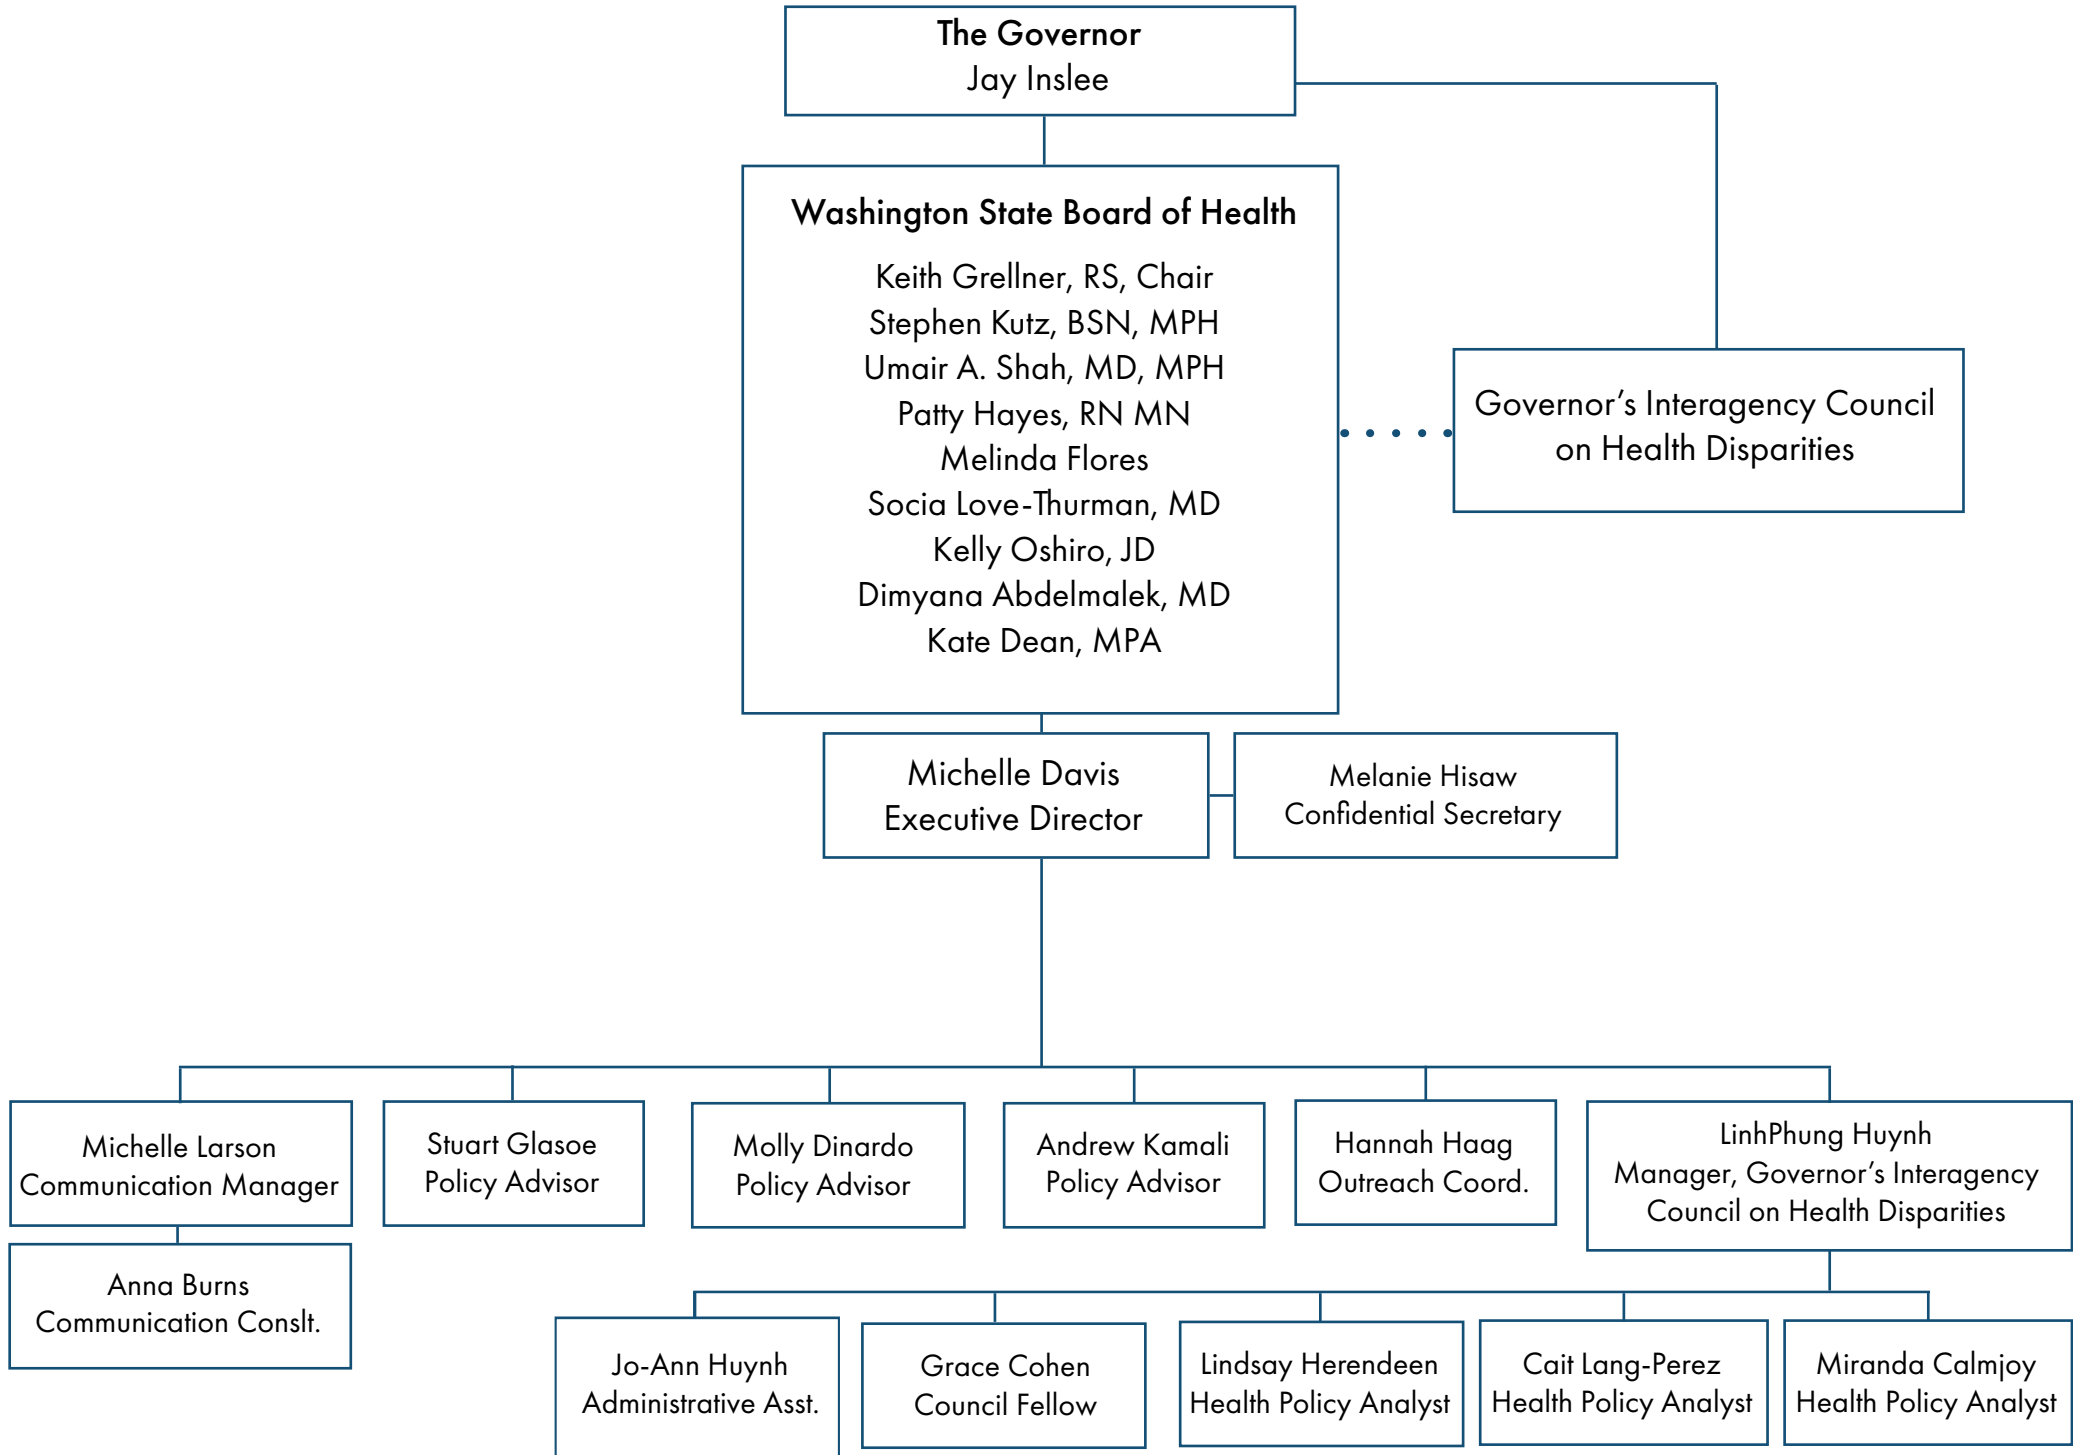 The Governor
Jay Inslee
Washington State Board of Health
Keith Grellner, RS, Chair
Stephen Kutz, BSN, MPH
Umair A. Shah, MD, MPH
Patty Hayes, RN MN
Melinda Flores
Socia Love-Thurman, MD
Kelly Oshiro, JD
Dimyana Abdelmalek, MD
Kate Dean, MPA
Governor’s Interagency Council
on Health Disparities
Michelle Davis
Executive Director
Melanie Hisaw
Confidential Secretary
Michelle Larson
Communication Manager
Stuart Glasoe
Policy Advisor
Molly Dinardo
Policy Advisor
Andrew Kamali
Policy Advisor
Hannah Haag
Outreach Coord.
LinhPhung Huynh
Manager, Governor’s Interagency
Council on Health Disparities
Anna Burns
Communication Conslt.
Jo-Ann Huynh
Administrative Asst.
Grace Cohen
Council Fellow
Lindsay Herendeen
Health Policy Analyst
Cait Lang-Perez
Health Policy Analyst
Miranda Calmjoy
Health Policy Analyst